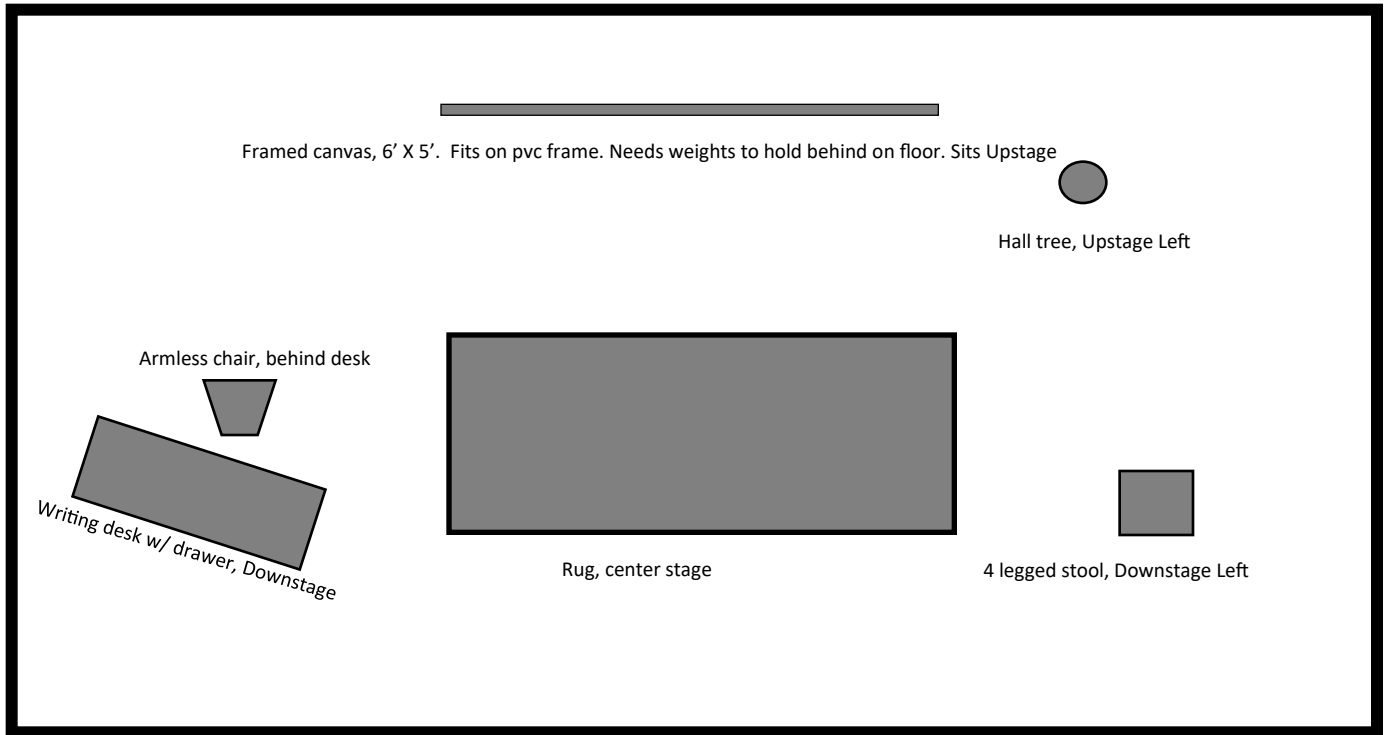 Framed canvas, 6’ X 5’.  Fits on pvc frame. Needs weights to hold behind on floor. Sits Upstage
Hall tree, Upstage Left
Armless chair, behind desk
Writing desk w/ drawer, Downstage
Rug, center stage
4 legged stool, Downstage Left